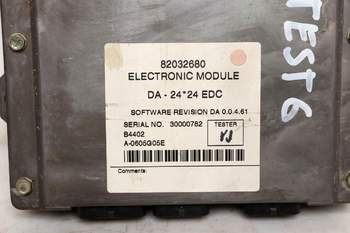 82032680
ELECTRONIC MODULE
DA - 24*24 EDC
SOFTWARE REVISION DA 0.0.4.61
SERIAL NO. 30000782
TESTER
B4402
A-0605G05E
Comments:
TEST 6